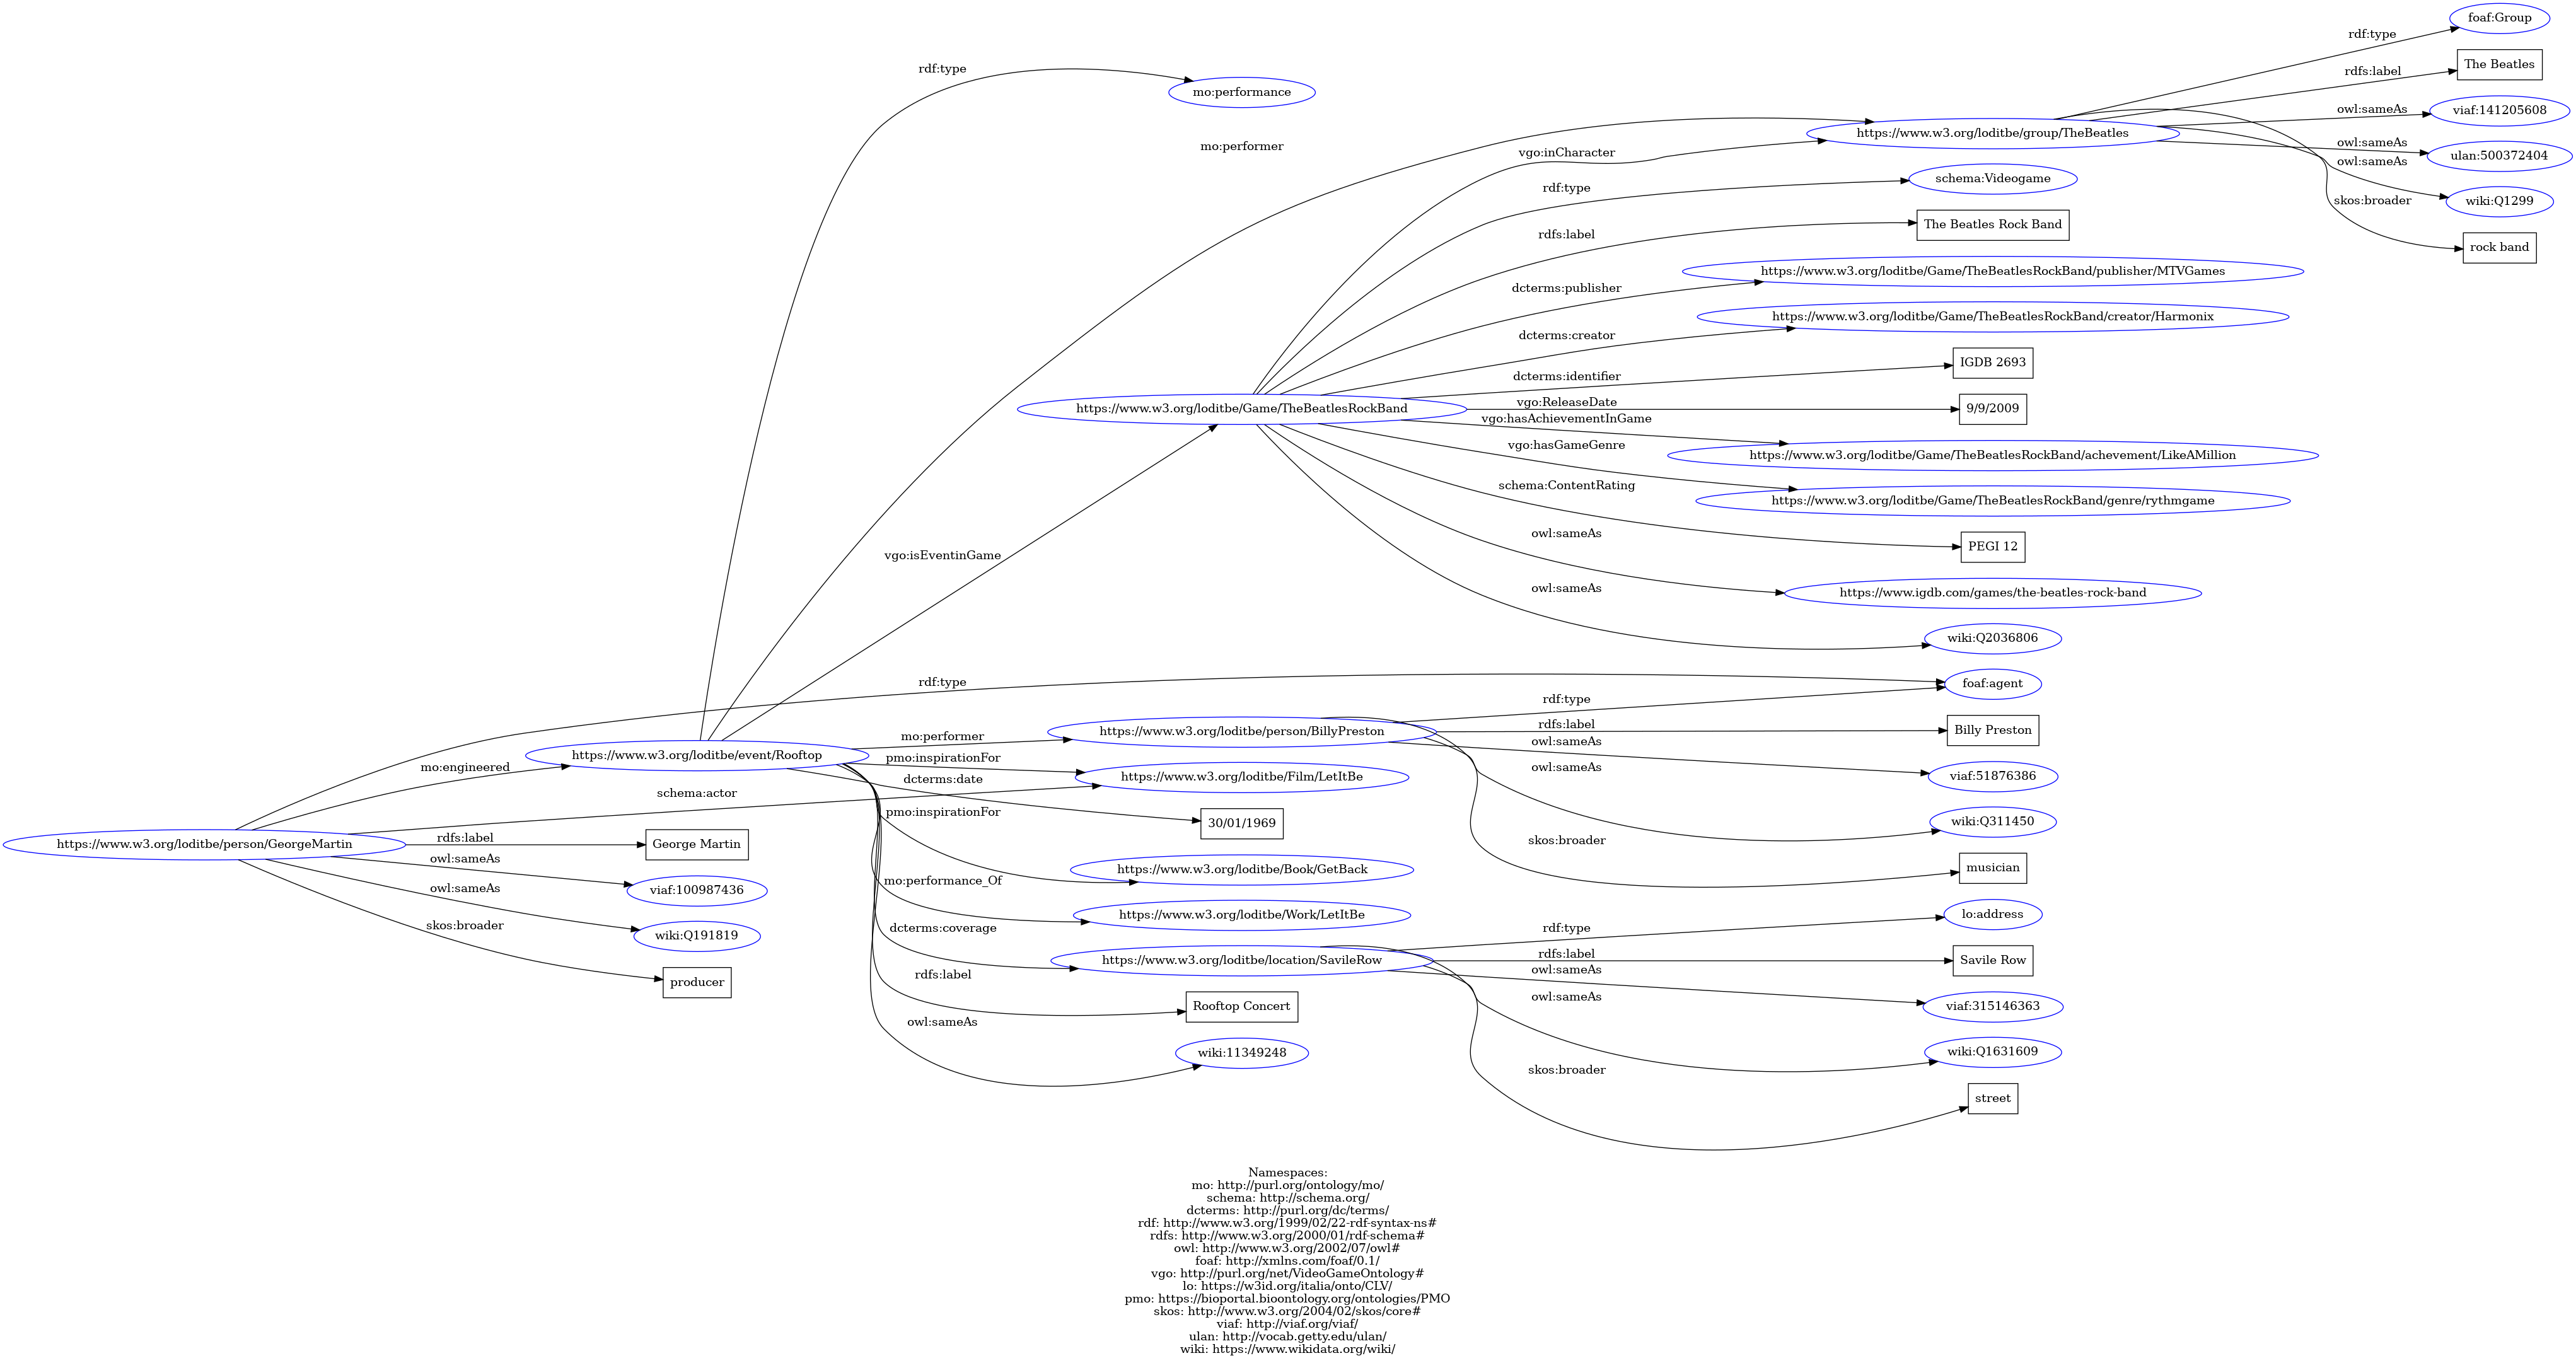 foaf:Group
rdf:type
The Beatles
rdf:type
rdfs:label
mo:performance
owl:sameAs
viaf:141205608
https://www.w3.org/loditbe/group/TheBeatles
mo:performer
vgo:inCharacter
owl:sameAs
ulan:500372404
owl:sameAs
schema:Videogame
rdf:type
wiki:Q1299
skos:broader
The Beatles Rock Band
rdfs:label
rock band
https://www.w3.org/loditbe/Game/TheBeatlesRockBand/publisher/MTVGames
dcterms:publisher
https://www.w3.org/loditbe/Game/TheBeatlesRockBand/creator/Harmonix
dcterms:creator
IGDB 2693
dcterms:identifier
https://www.w3.org/loditbe/Game/TheBeatlesRockBand
vgo:ReleaseDate
9/9/2009
vgo:hasAchievementInGame
vgo:hasGameGenre
https://www.w3.org/loditbe/Game/TheBeatlesRockBand/achevement/LikeAMillion
schema:ContentRating
https://www.w3.org/loditbe/Game/TheBeatlesRockBand/genre/rythmgame
owl:sameAs
PEGI 12
vgo:isEventinGame
owl:sameAs
https://www.igdb.com/games/the-beatles-rock-band
wiki:Q2036806
rdf:type
foaf:agent
rdf:type
rdfs:label
https://www.w3.org/loditbe/person/BillyPreston
Billy Preston
mo:performer
owl:sameAs
https://www.w3.org/loditbe/event/Rooftop
pmo:inspirationFor
mo:engineered
owl:sameAs
https://www.w3.org/loditbe/Film/LetItBe
viaf:51876386
dcterms:date
schema:actor
pmo:inspirationFor
30/01/1969
wiki:Q311450
rdfs:label
skos:broader
https://www.w3.org/loditbe/person/GeorgeMartin
George Martin
owl:sameAs
https://www.w3.org/loditbe/Book/GetBack
musician
mo:performance_Of
owl:sameAs
viaf:100987436
https://www.w3.org/loditbe/Work/LetItBe
lo:address
skos:broader
dcterms:coverage
rdf:type
wiki:Q191819
rdfs:label
https://www.w3.org/loditbe/location/SavileRow
Savile Row
rdfs:label
owl:sameAs
producer
owl:sameAs
Rooftop Concert
viaf:315146363
owl:sameAs
wiki:11349248
wiki:Q1631609
skos:broader
street
Namespaces:
mo: http://purl.org/ontology/mo/
schema: http://schema.org/
dcterms: http://purl.org/dc/terms/
rdf: http://www.w3.org/1999/02/22-rdf-syntax-ns#
rdfs: http://www.w3.org/2000/01/rdf-schema#
owl: http://www.w3.org/2002/07/owl#
foaf: http://xmlns.com/foaf/0.1/
vgo: http://purl.org/net/VideoGameOntology#
lo: https://w3id.org/italia/onto/CLV/
pmo: https://bioportal.bioontology.org/ontologies/PMO
skos: http://www.w3.org/2004/02/skos/core#
viaf: http://viaf.org/viaf/
ulan: http://vocab.getty.edu/ulan/
wiki: https://www.wikidata.org/wiki/